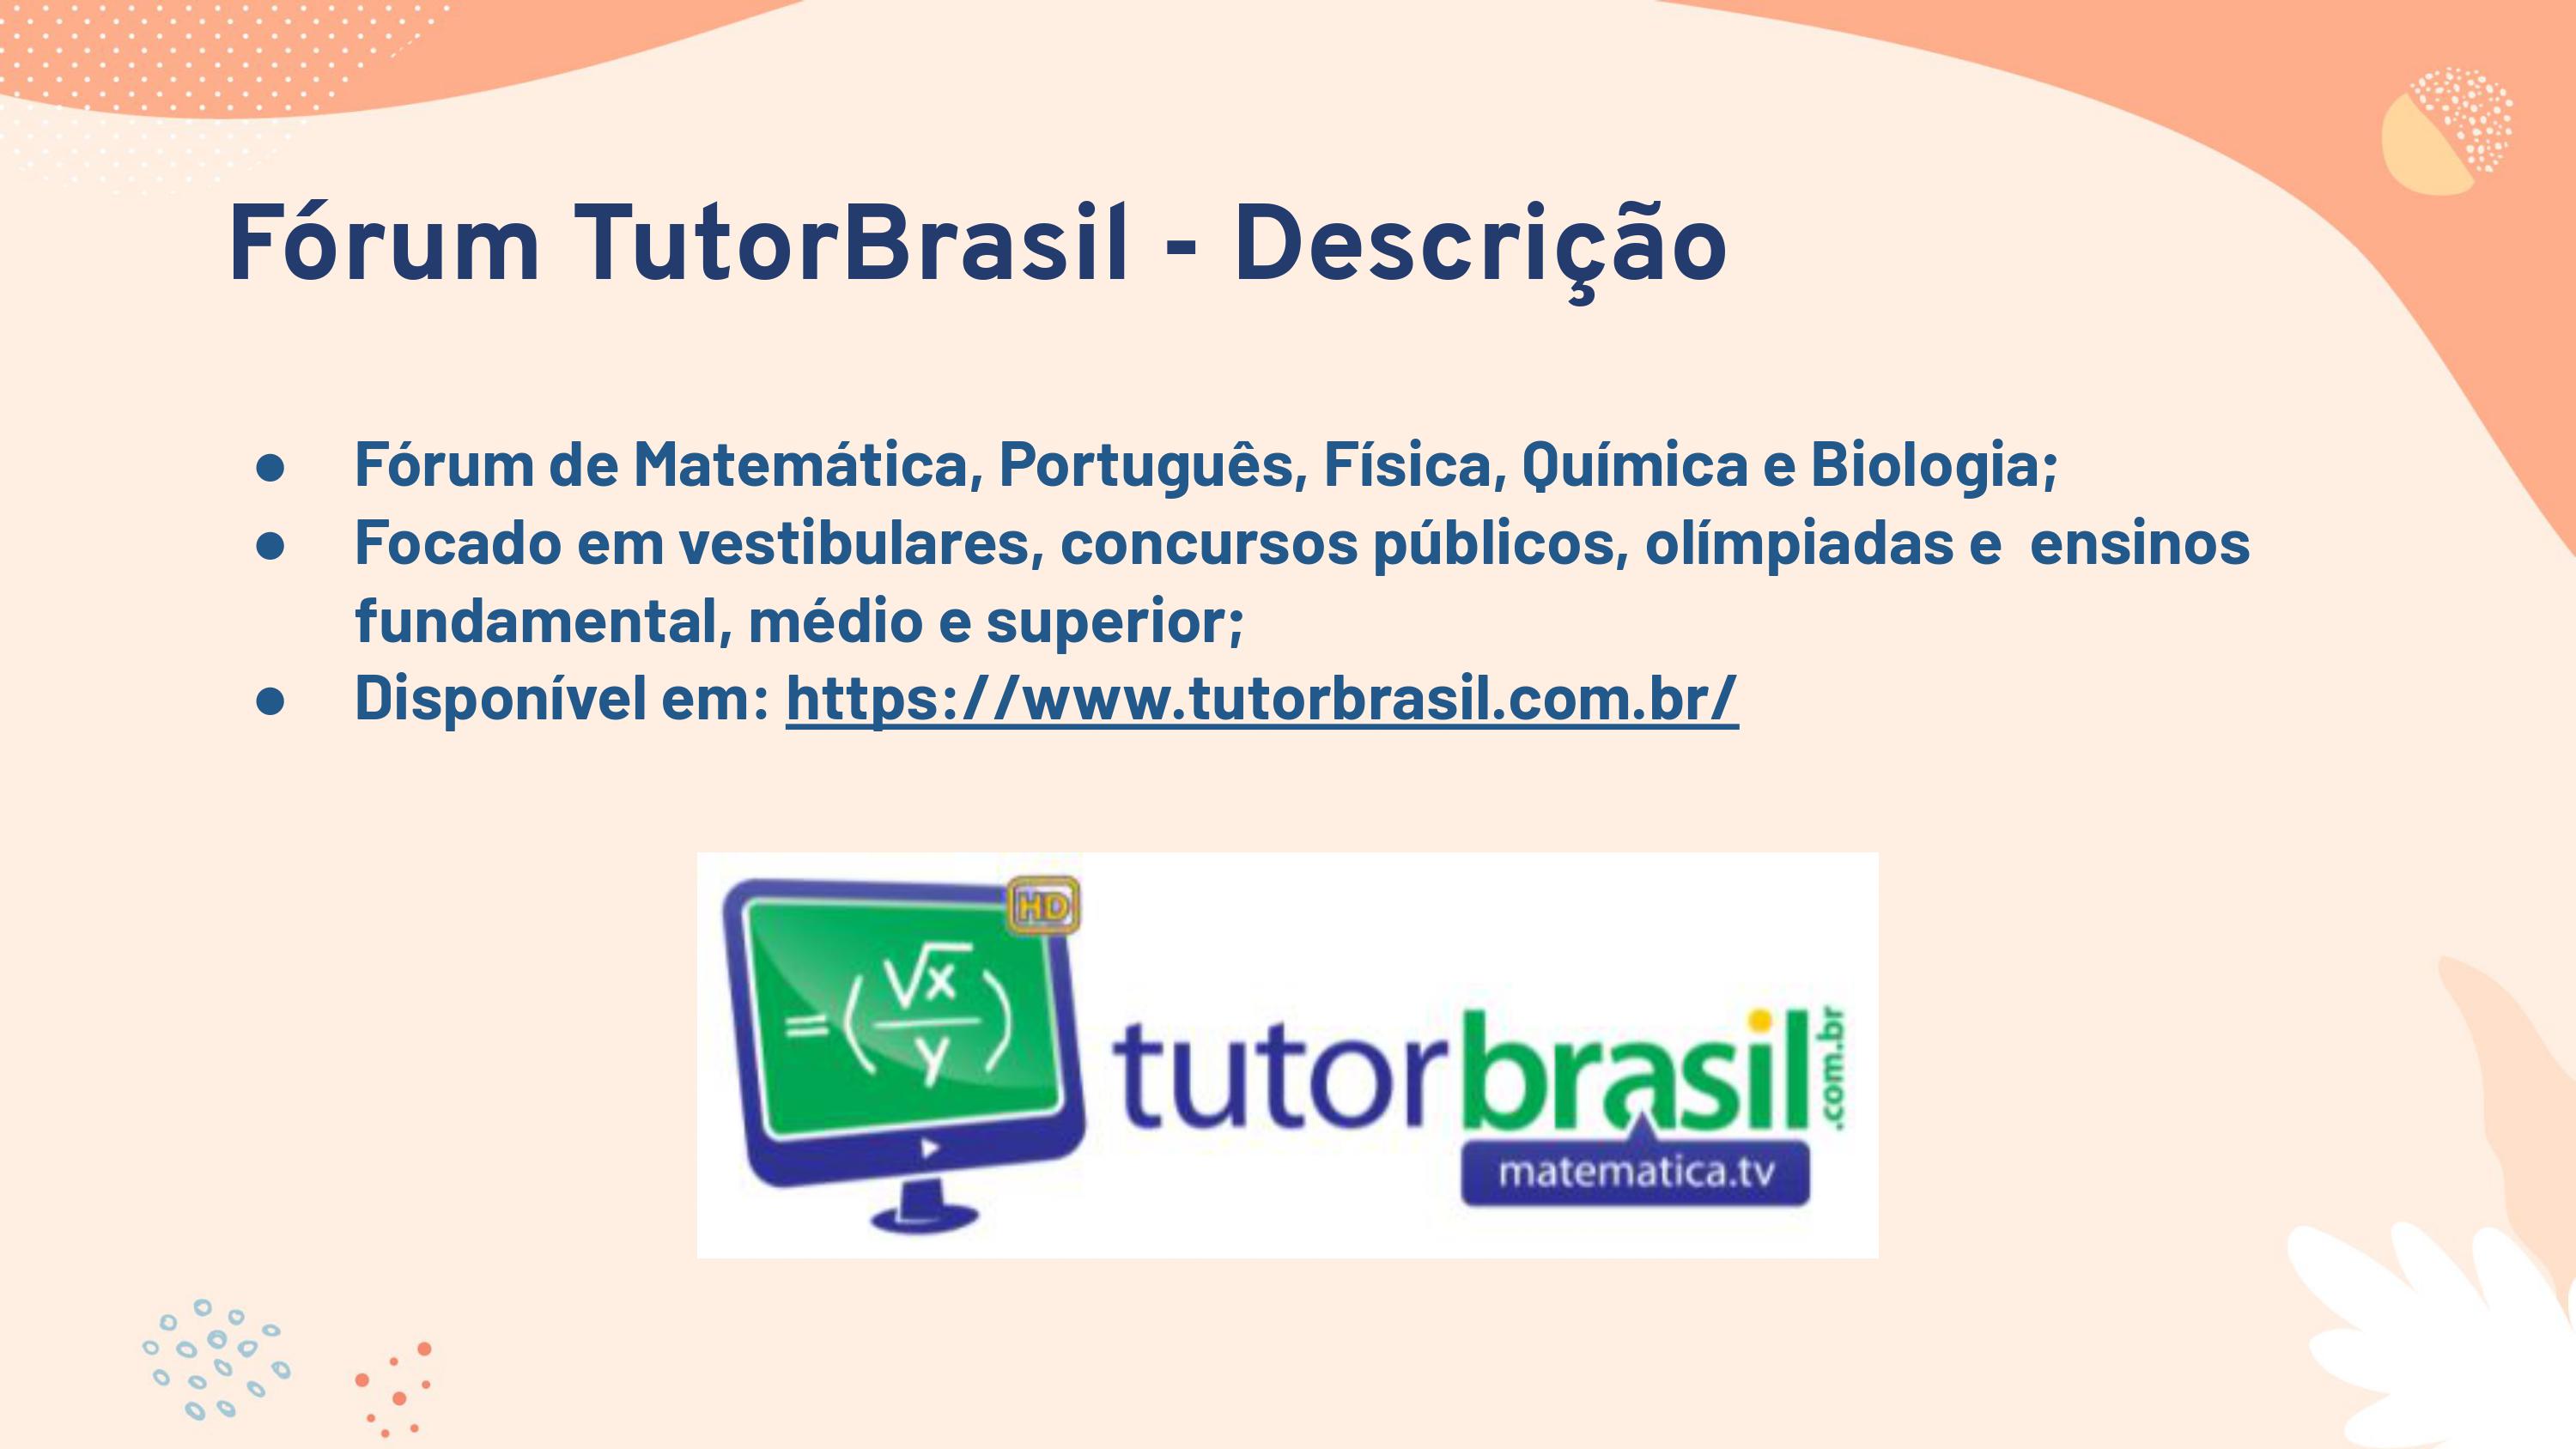 Fórum TutorBrasil - Descrição
● Fórum de Matemática, Português, Física, Química e Biologia;
● Focado em vestibulares, concursos públicos, olímpiadas e  ensinos
fundamental, médio e superior;
● Disponível em: https://www.tutorbrasil.com.br/
HD
=(√x/y)
tutorbrasil.com.br
matematica.tv